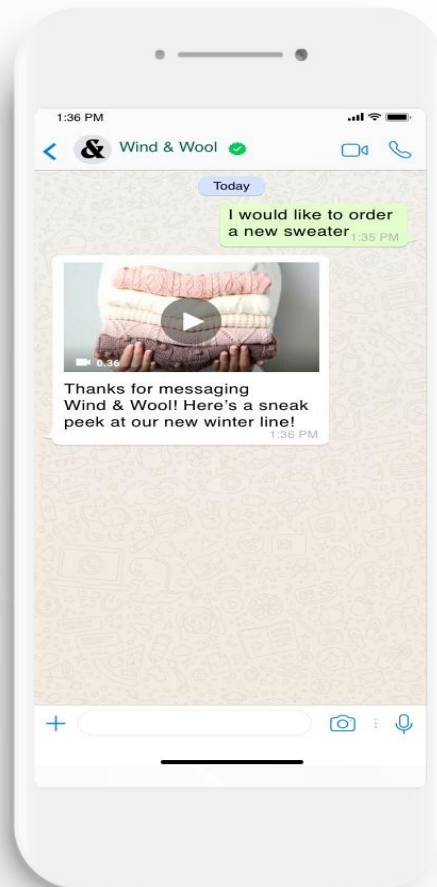 1:36 PM
& Wind & Wool
Today
I would like to order
a new sweater
1:35 PM
0.36
Thanks for messaging
Wind & Wool! Here's a sneak
peek at our new winter line!
1:36 PM